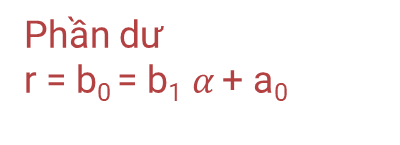 Phần dư
r = b₀ = b₁ α + a₀